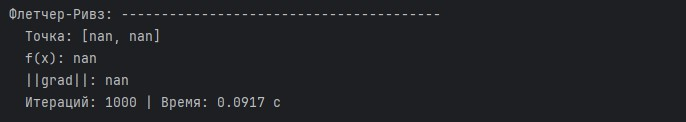 Флетчер-Ривз: ----------------------------------------
Точка: [nan, nan]
f(x): nan
||grad||: nan
Итераций: 1000 | Время: 0.0917 с